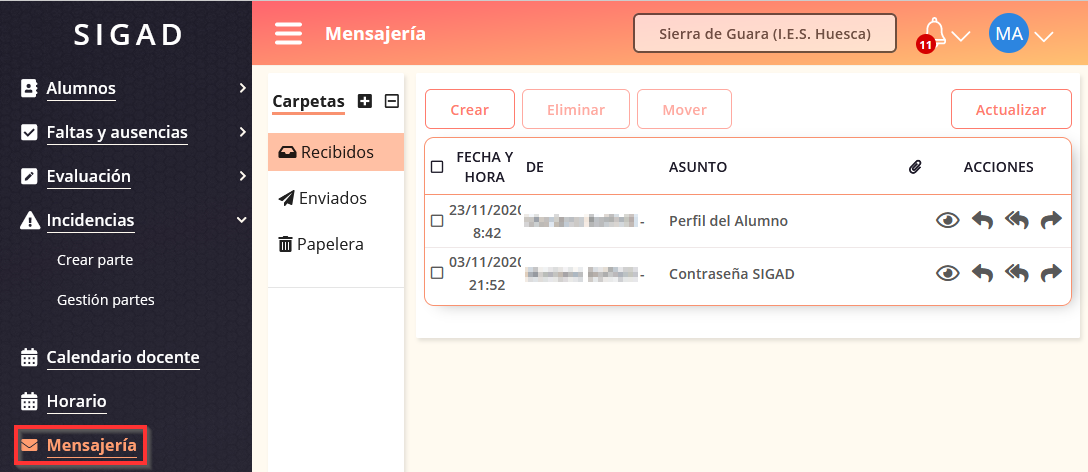 SIGAD
Alumnos
Faltas y ausencias
Evaluación
Incidencias
Crear parte
Gestión partes
Calendario docente
Horario
Mensajería
Mensajería
Sierra de Guara (I.E.S. Huesca)
11
MA
Carpetas
Recibidos
Enviados
Papelera
Crear
Eliminar
Mover
Actualizar
FECHA Y
HORA
DE
ASUNTO
ACCIONES
23/11/2020
8:42
-
Perfil del Alumno
03/11/2020
21:52
-
Contraseña SIGAD